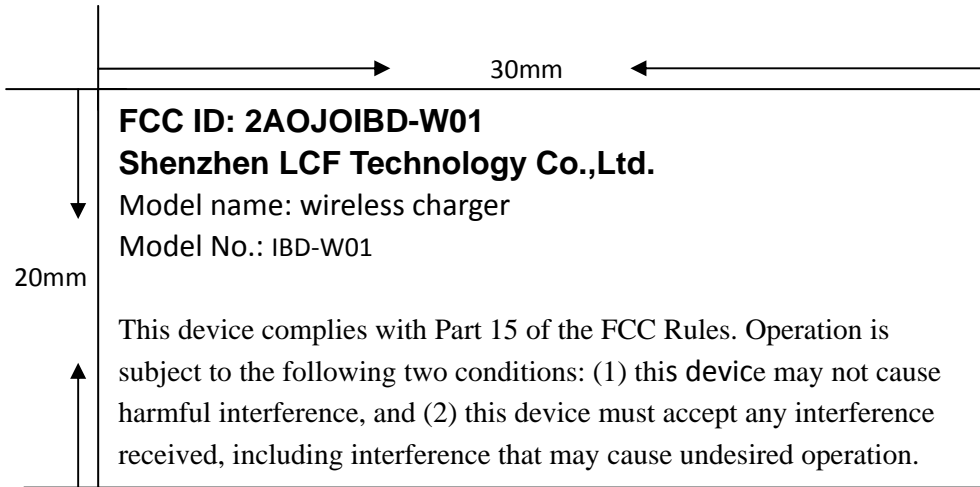 30mm
FCC ID: 2AOJOIBD-W01
Shenzhen LCF Technology Co.,Ltd.
Model name: wireless charger
Model No.: IBD-W01
20mm
This device complies with Part 15 of the FCC Rules. Operation is
subject to the following two conditions: (1) this device may not cause
harmful interference, and (2) this device must accept any interference
received, including interference that may cause undesired operation.